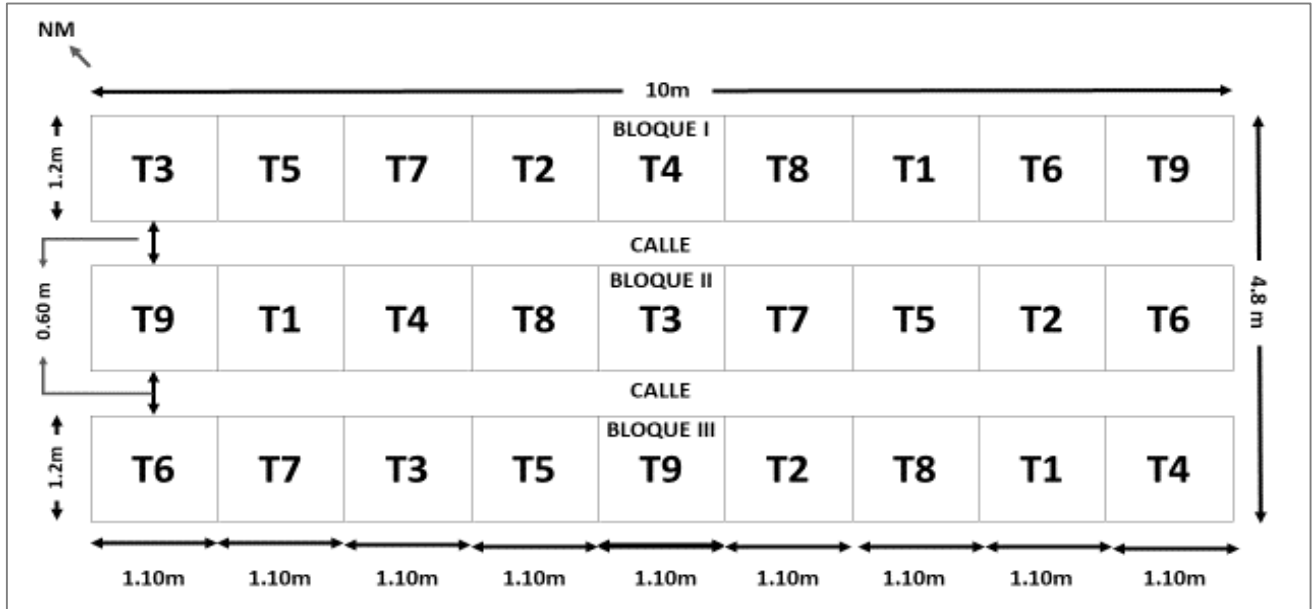 NM
10m
BLOQUE I
1.2m
T3 T5 T7 T2 T4 T8 T1 T6 T9
CALLE
0.60 m
BLOQUE II
T9 T1 T4 T8 T3 T7 T5 T2 T6
4.8 m
CALLE
BLOQUE III
1.2m
T6 T7 T3 T5 T9 T2 T8 T1 T4
1.10m 1.10m 1.10m 1.10m 1.10m 1.10m 1.10m 1.10m 1.10m